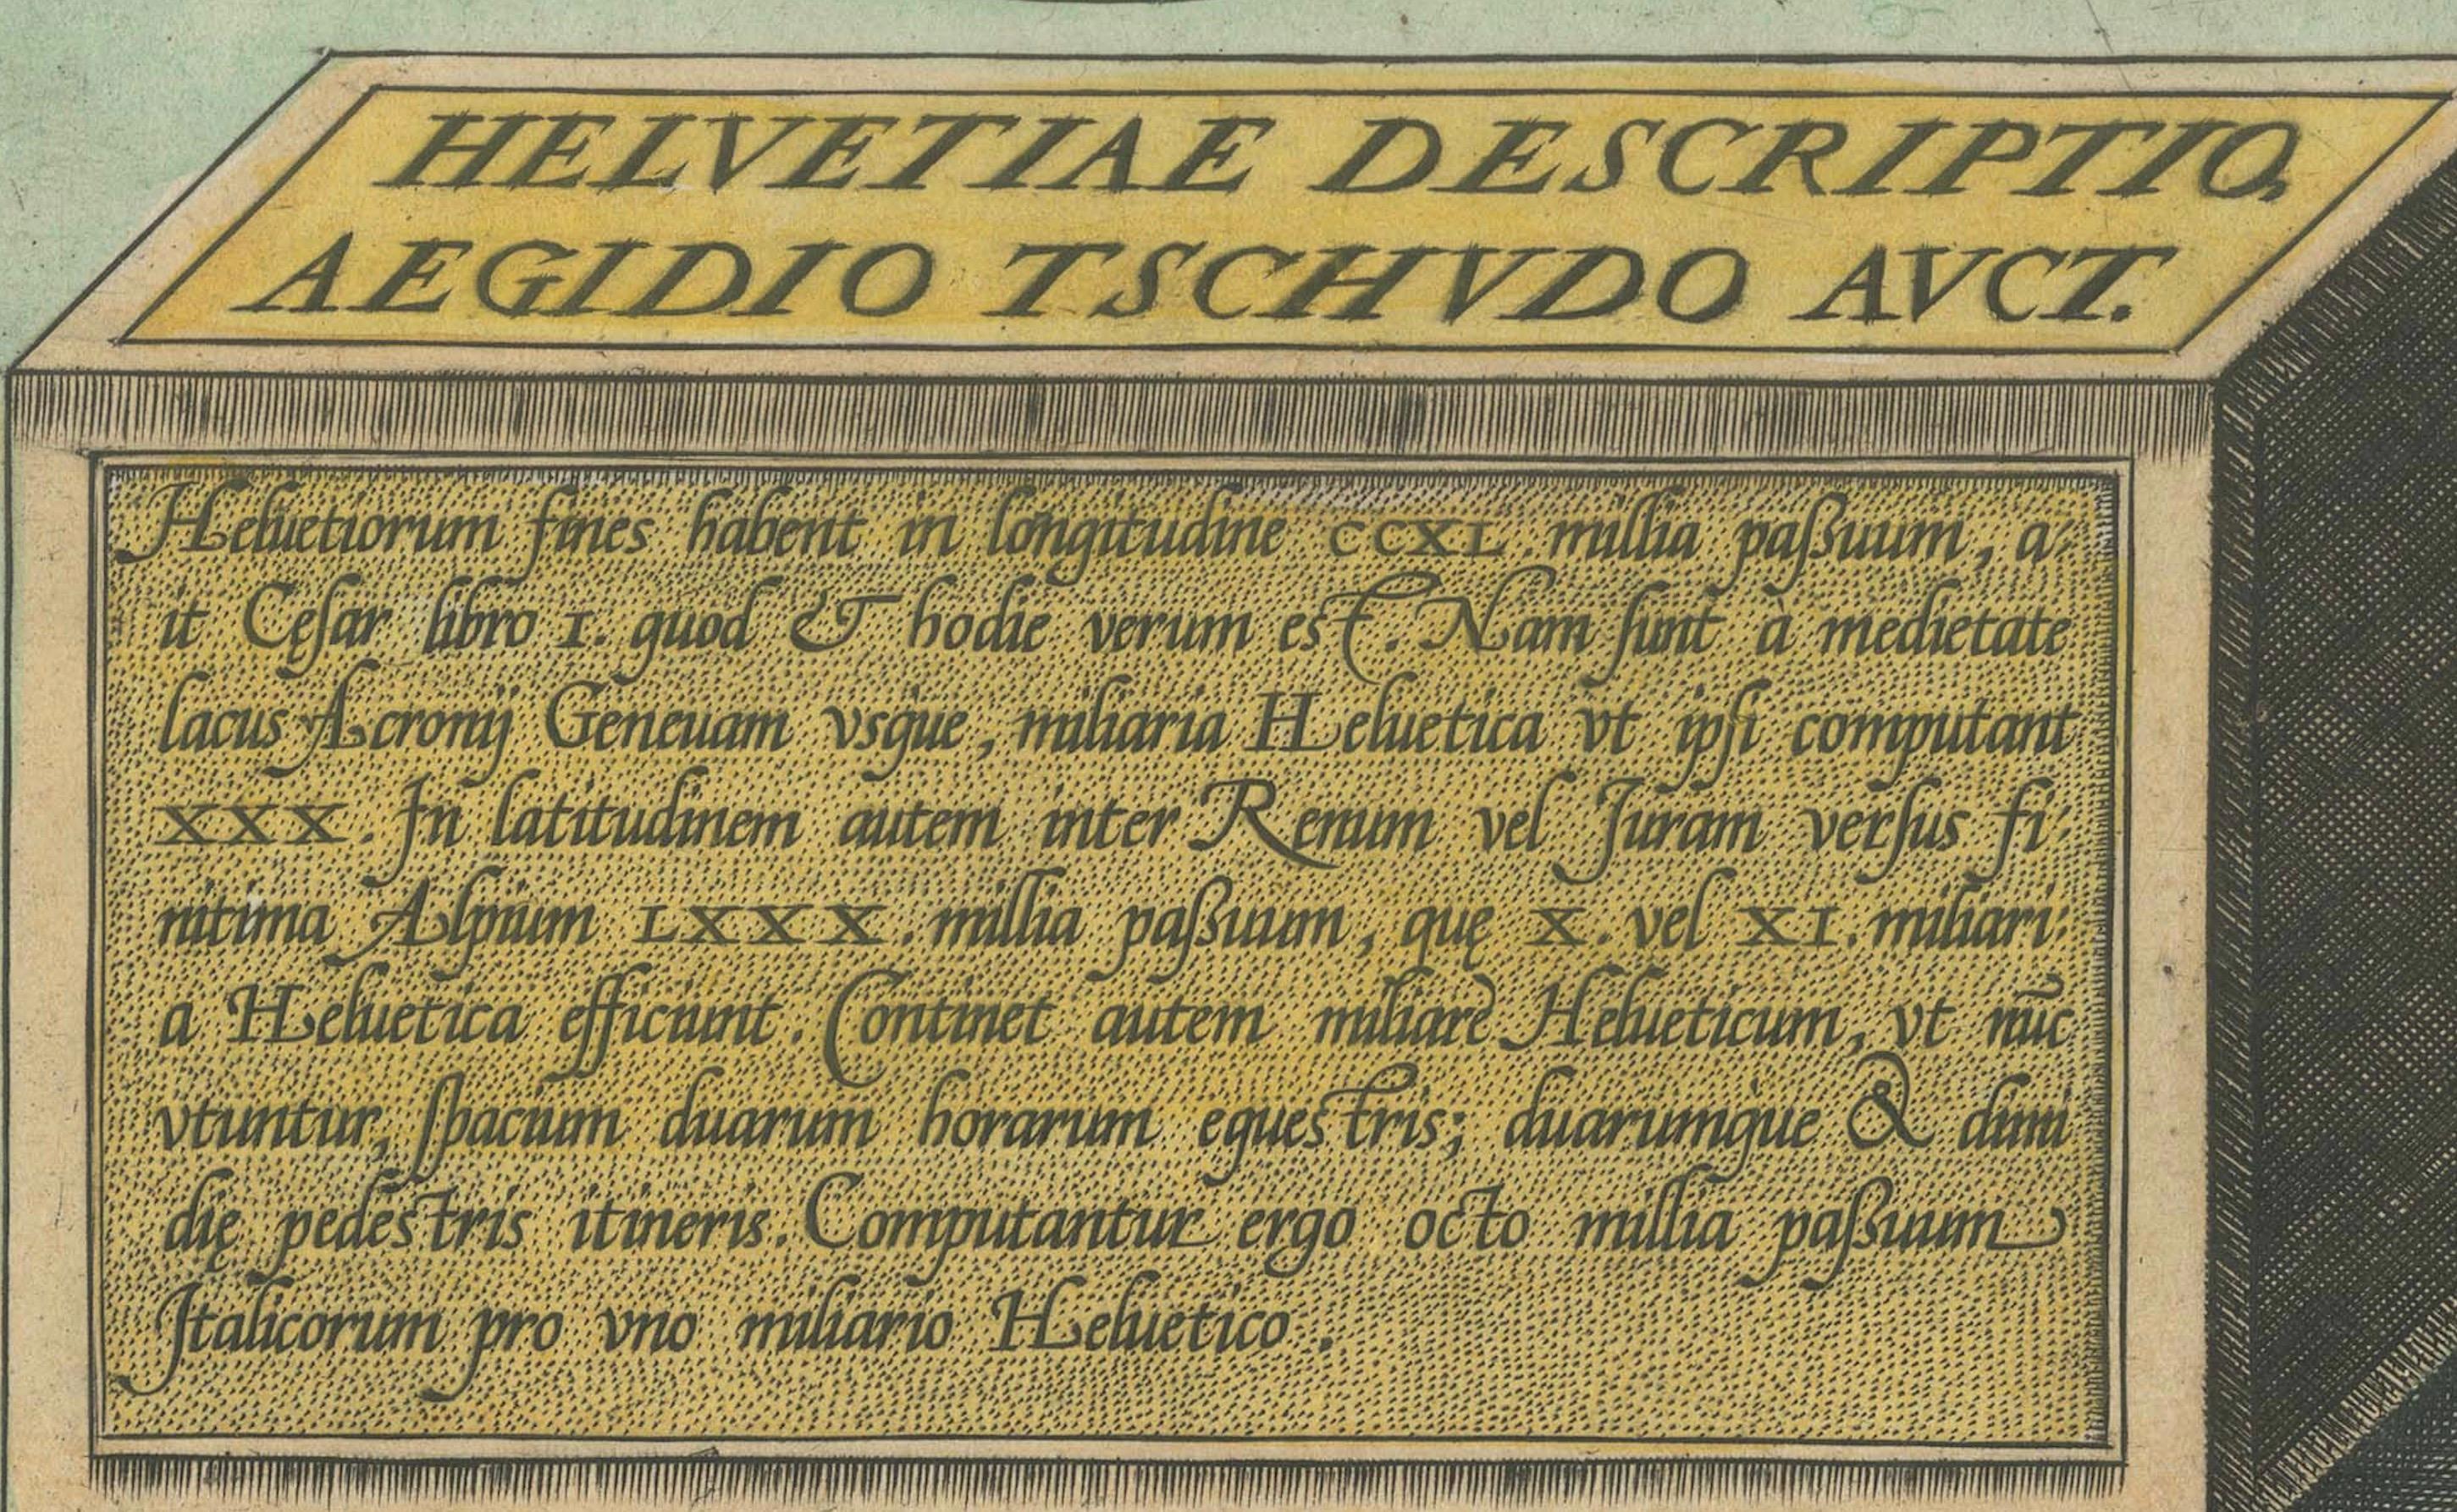 HELVETIAE DESCRIPTIO,
AEGIDIO TSCHVDO AVCT.
Heluetiorum fines habent in longitudine CCXL. millia paßuum, a-
it Cęsar libro I. quod & hodie verum est. Nam sunt à medietate
lacus Acronij Geneuam vsque, miliaria Heluetica vt ipsi computant
XXX. In latitudinem autem inter Renum vel Juram versus fi-
nitima Alpium LXXX. millia paßuum, quę X. vel XI. miliari-
a Heluetica efficiunt. Continet autem miliare Helueticum, vt nūc
vtuntur, spacium duarum horarum equestris; duarumque & dimi
dię pedestris itineris. Computantur ergo octo millia paßuum
Italicorum pro vno miliario Heluetico.